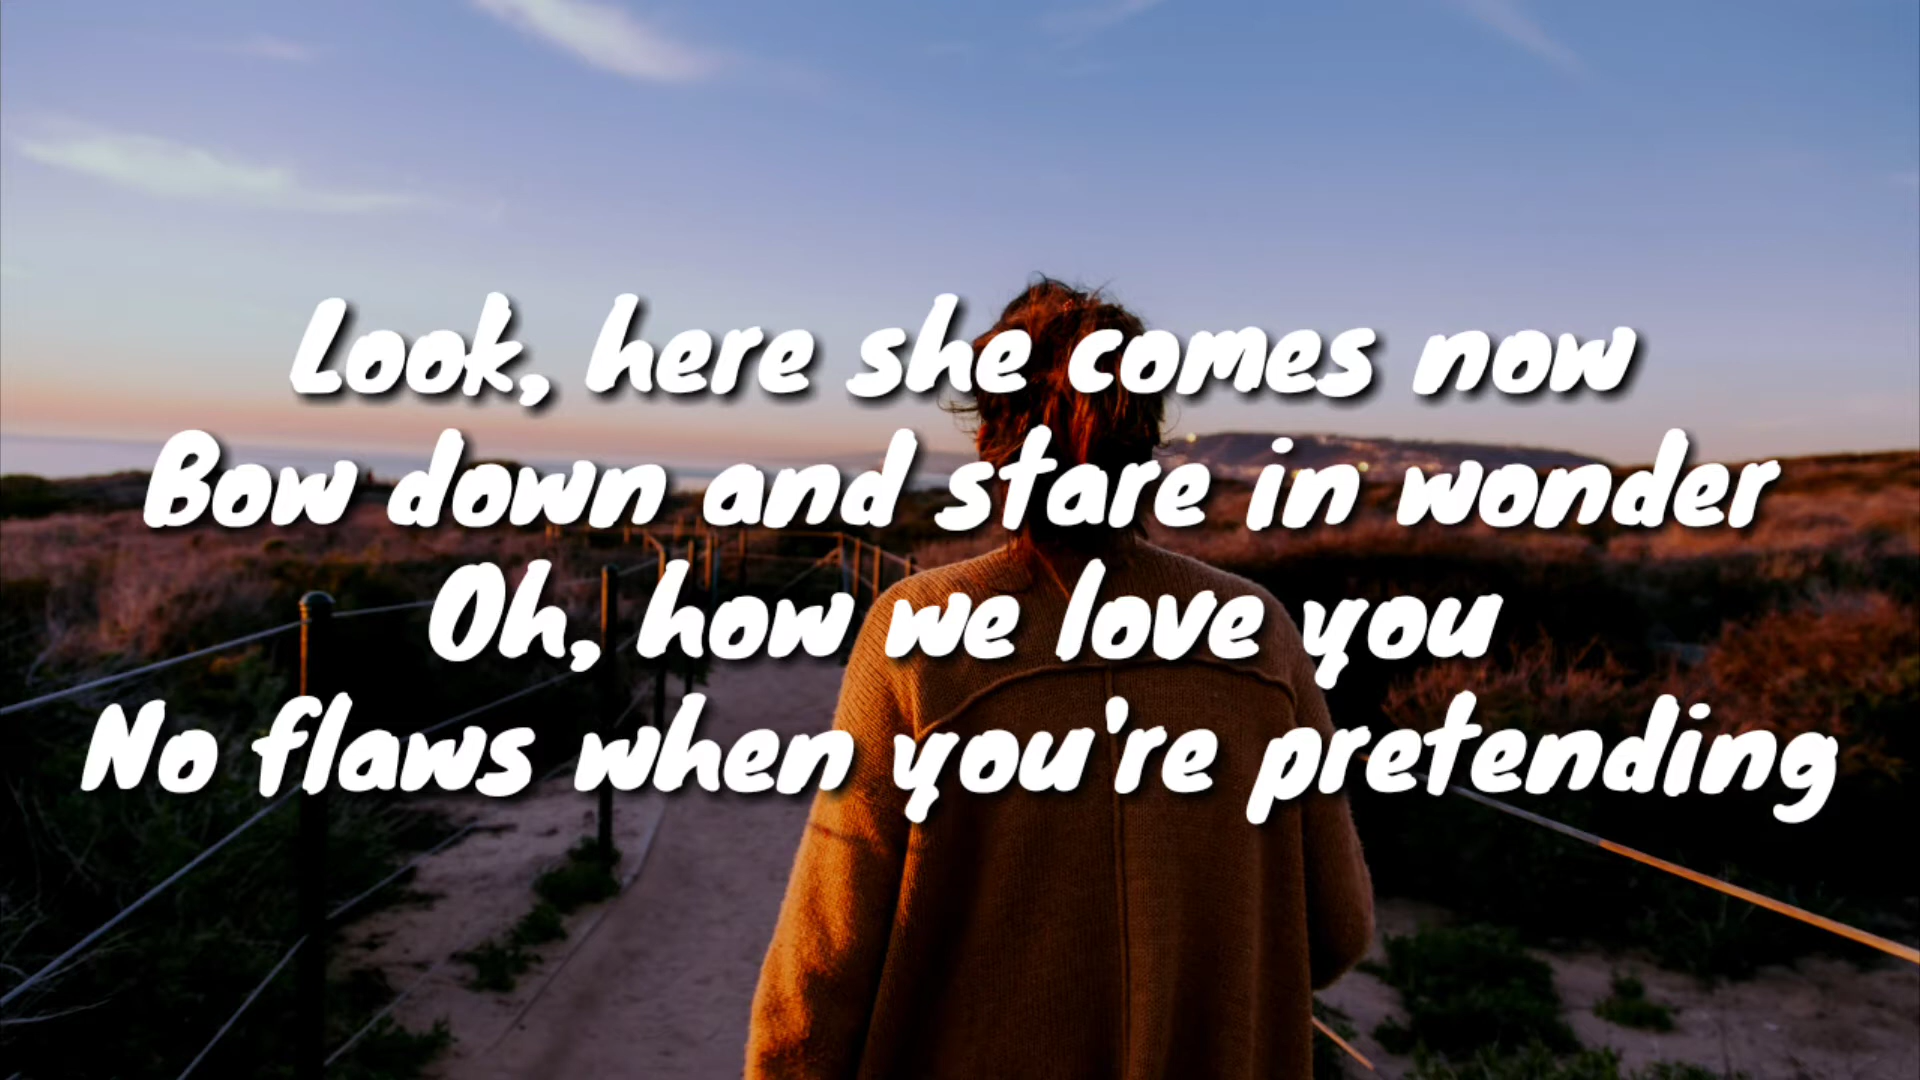 Look, here she comes now
Bow down and stare in wonder
Oh, how we love you
No flaws when you're pretending